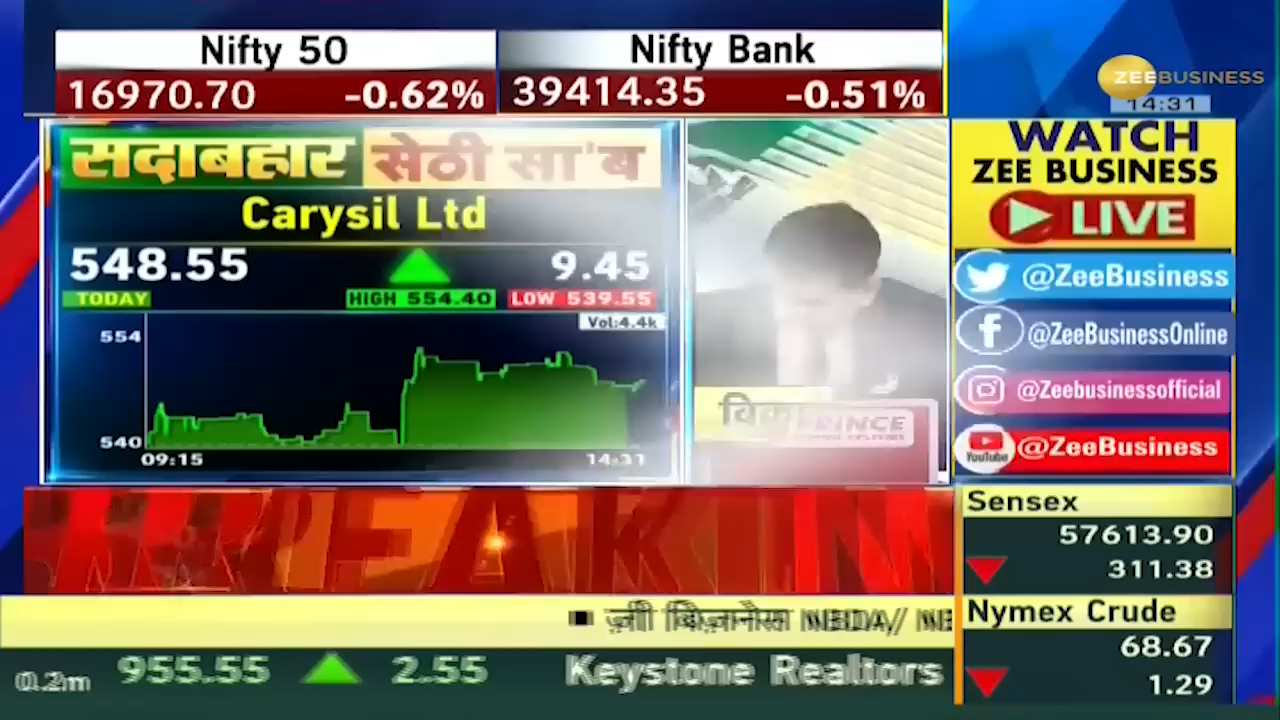 Nifty 50
16970.70 -0.62%
Nifty Bank
39414.35 -0.51%
ZEEBUSINESS
14:31
सदाबहार सेठी सा'ब
Carysil Ltd
548.55 9.45
TODAY HIGH 554.40 LOW 539.55
Vol:4.4k
554
540
09:15 14:31
PRINCE
WATCH
ZEE BUSINESS
LIVE
@ZeeBusiness
@ZeeBusinessOnline
@Zeebusinessofficial
YouTube @ZeeBusiness
Sensex
57613.90
311.38
Nymex Crude
68.67
1.29
ज़ी बिज़नेस
0.2m 955.55 2.55 Keystone Realtors